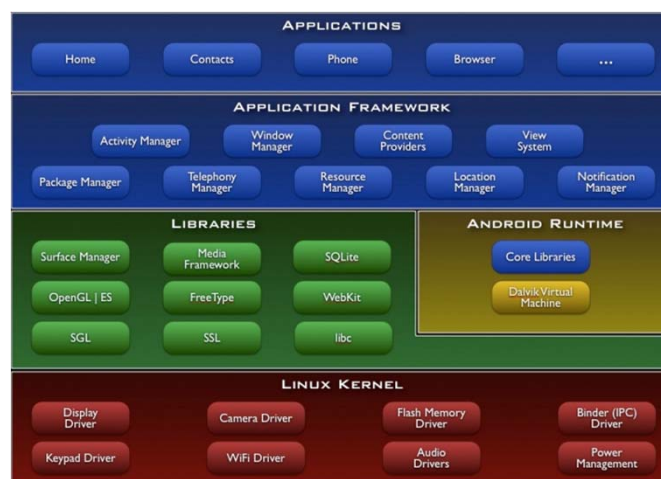 APPLICATIONS
Home
Contacts
Phone
Browser
...
APPLICATION FRAMEWORK
Activity Manager
Window
Manager
Content
Providers
View
System
Package Manager
Telephony
Manager
Resource
Manager
Location
Manager
Notification
Manager
LIBRARIES
Surface Manager
Media
Framework
SQLite
OpenGL | ES
FreeType
WebKit
SGL
SSL
libc
ANDROID RUNTIME
Core Libraries
Dalvik Virtual
Machine
LINUX KERNEL
Display
Driver
Camera Driver
Flash Memory
Driver
Binder (IPC)
Driver
Keypad Driver
WiFi Driver
Audio
Drivers
Power
Management